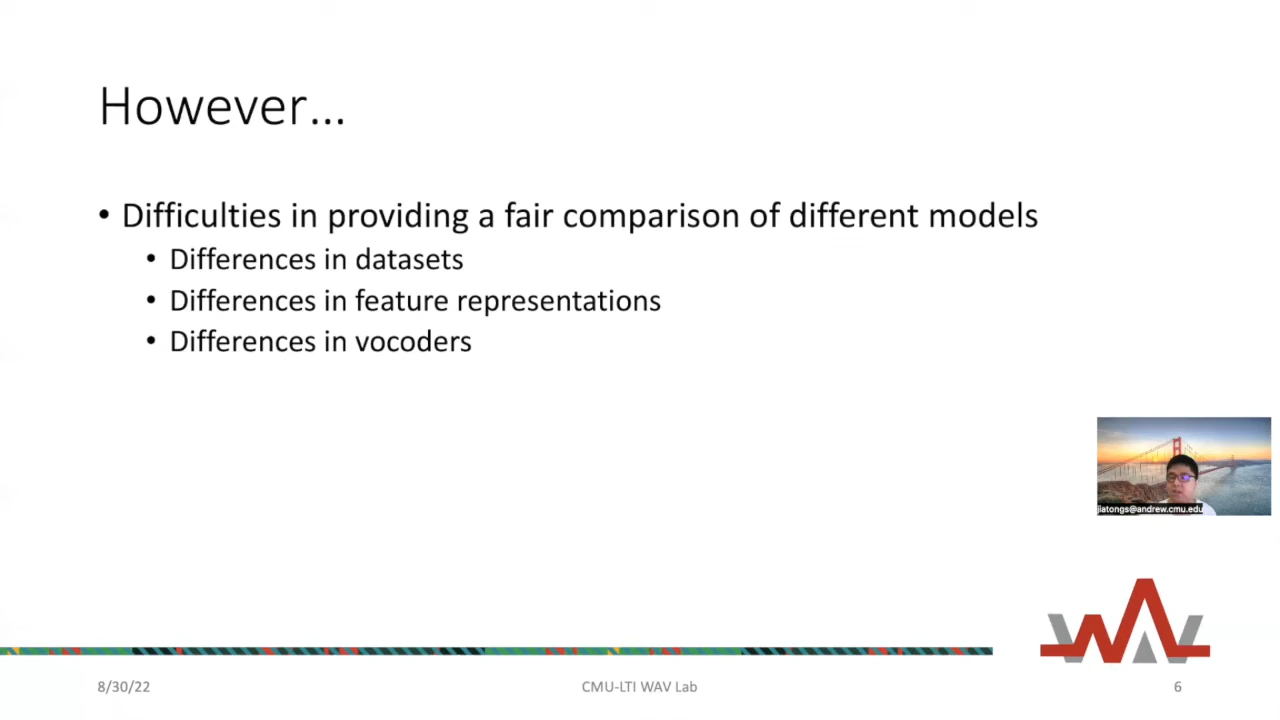 However...
• Difficulties in providing a fair comparison of different models
• Differences in datasets
• Differences in feature representations
• Differences in vocoders
jiatongs@andrew.cmu.edu
WAV
8/30/22
CMU-LTI WAV Lab
6